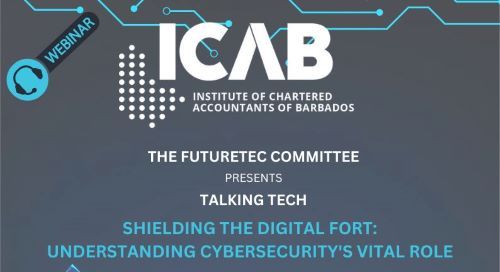 WEBINAR
ICAB
INSTITUTE OF CHARTERED
ACCOUNTANTS OF BARBADOS
THE FUTURETEC COMMITTEE
PRESENTS
TALKING TECH
SHIELDING THE DIGITAL FORT:
UNDERSTANDING CYBERSECURITY'S VITAL ROLE